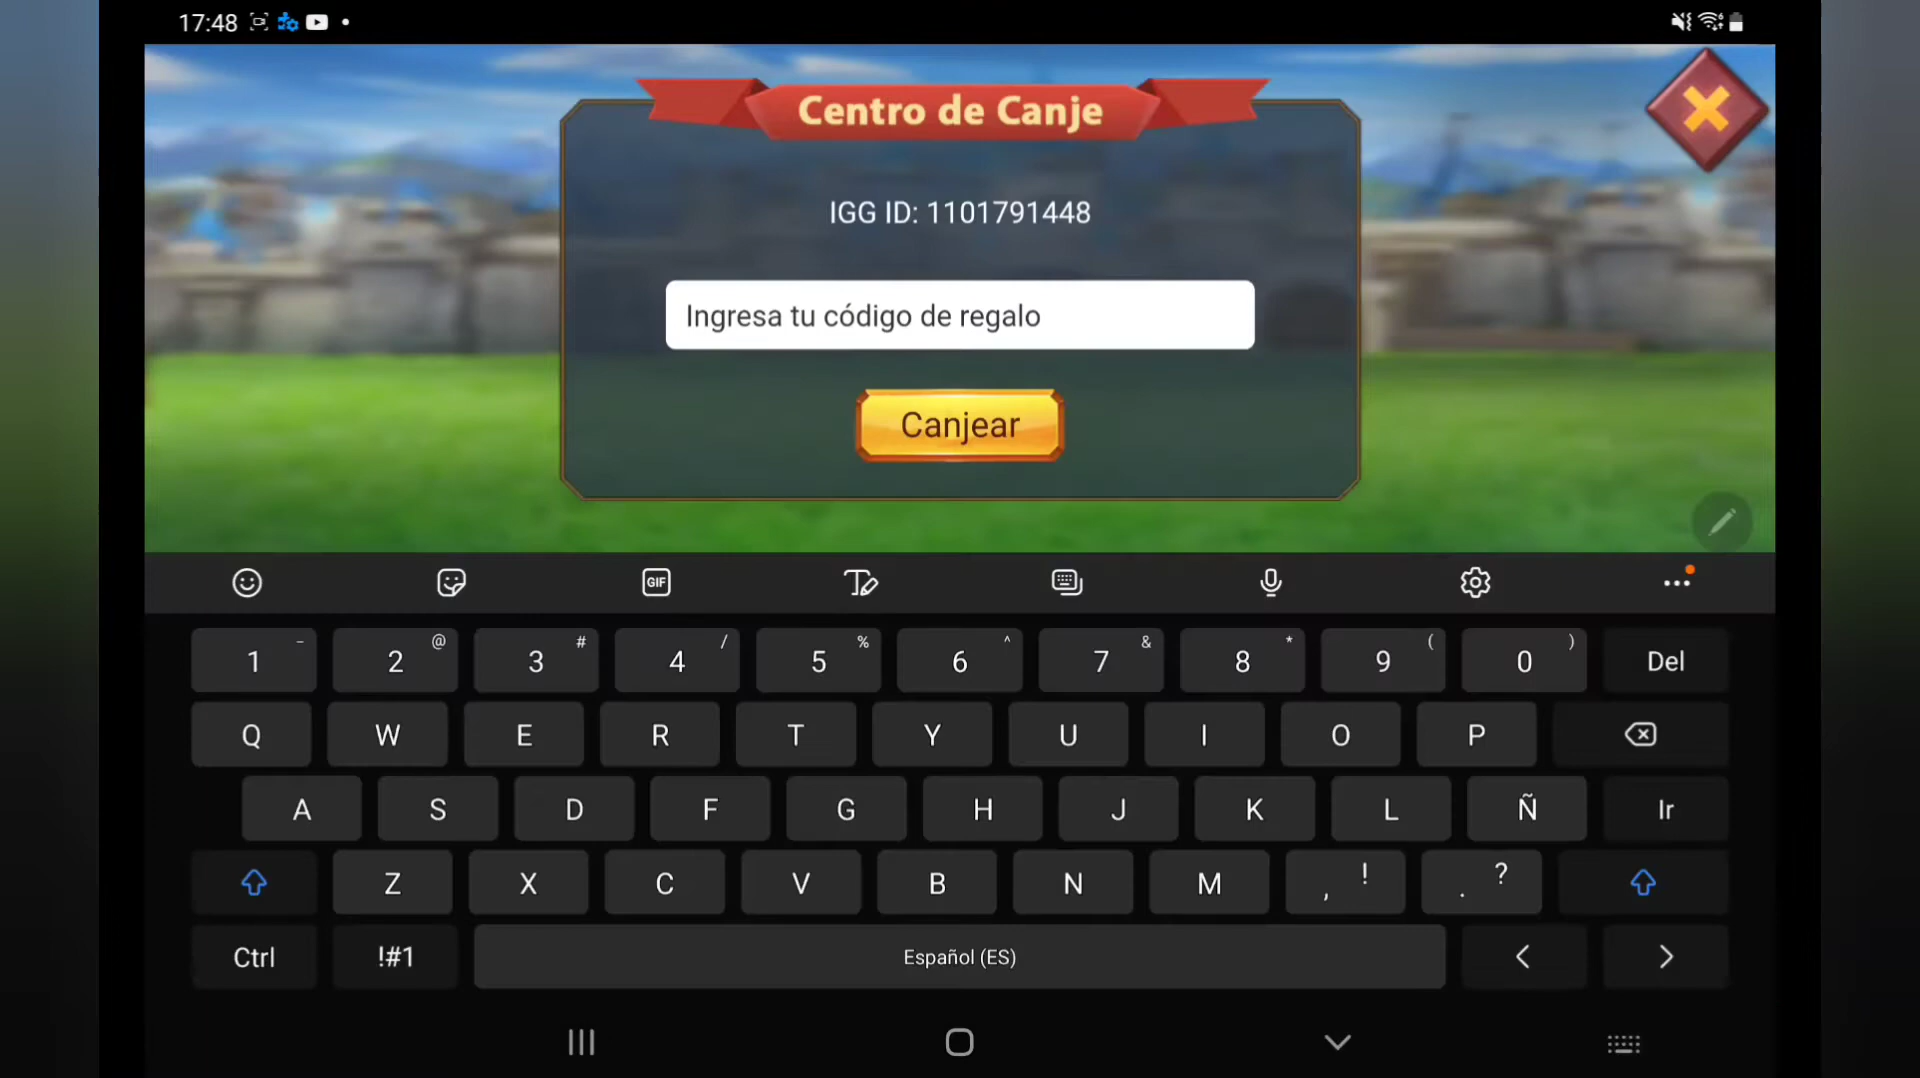 17:48
Centro de Canje
IGG ID: 1101791448
Ingresa tu código de regalo
Canjear
GIF
1 - 2 @ 3 # 4 / 5 % 6 ^ 7 & 8 * 9 ( 0 ) Del
Q W E R T Y U I O P
A S D F G H J K L Ñ Ir
Z X C V B N M , ! . ?
Ctrl !#1 Español (ES) < >